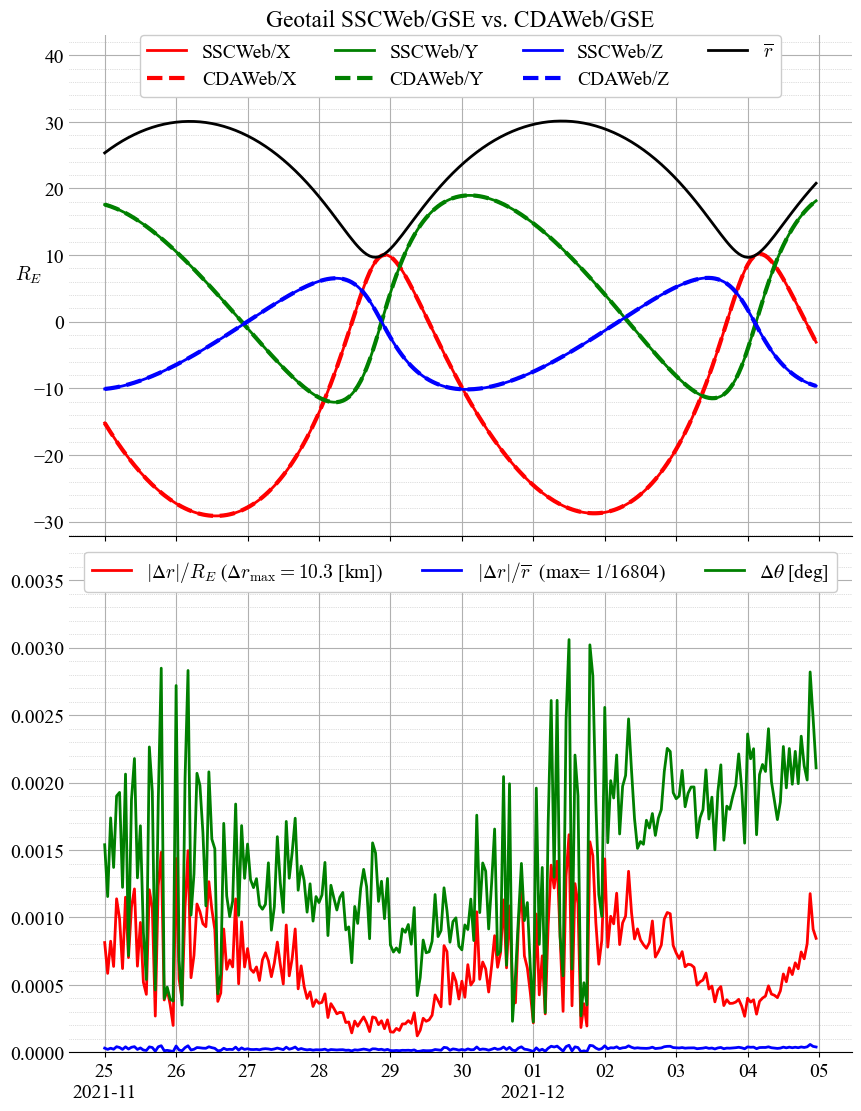 Geotail SSCWeb/GSE vs. CDAWeb/GSE
SSCWeb/X SSCWeb/Y SSCWeb/Z r̅
CDAWeb/X CDAWeb/Y CDAWeb/Z
40
30
20
10
R_E
0
−10
−20
−30
|Δr|/R_E (Δr_max = 10.3 [km]) |Δr|/r̅ (max= 1/16804) Δθ [deg]
0.0035
0.0030
0.0025
0.0020
0.0015
0.0010
0.0005
0.0000
25 26 27 28 29 30 01 02 03 04 05
2021-11 2021-12